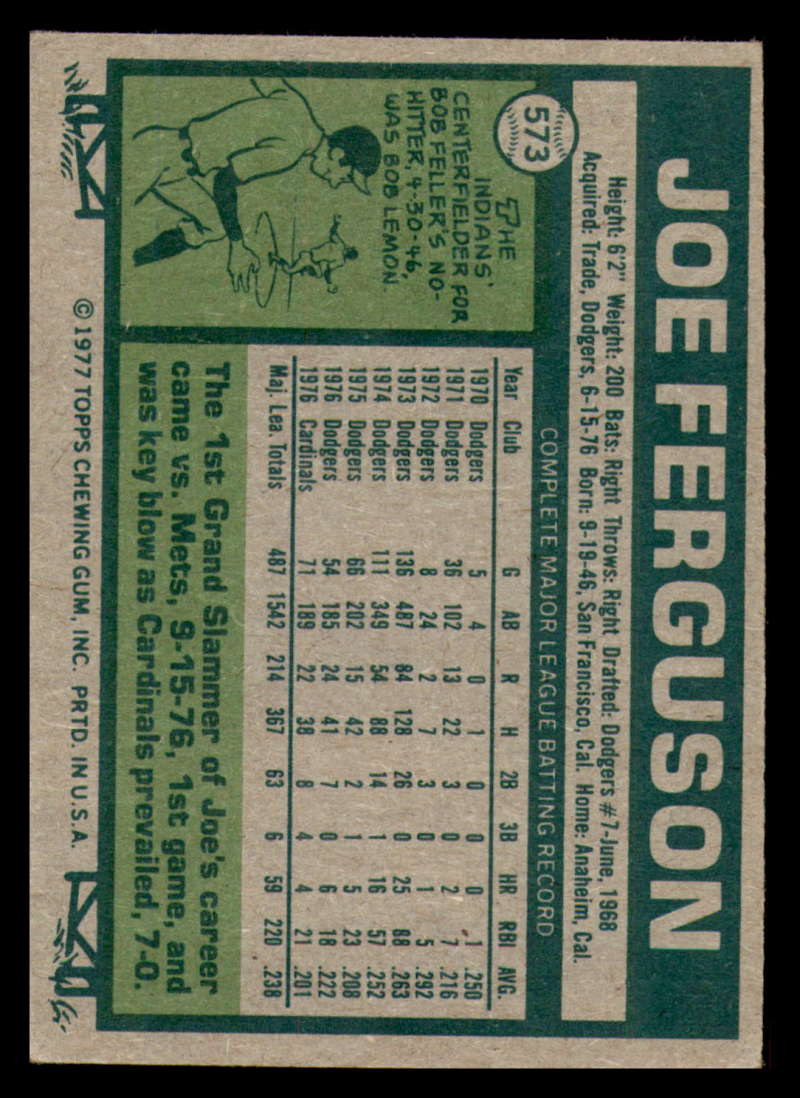 573
JOE FERGUSON
Height: 6'2" Weight: 200 Bats: Right Throws: Right Drafted: Dodgers #7-June, 1968
Acquired: Trade, Dodgers, 6-15-76 Born: 9-19-46, San Francisco, Cal. Home: Anaheim, Cal.
THE
INDIANS'
CENTERFIELDER FOR
BOB FELLER'S NO-
HITTER, 4-30-46,
WAS BOB LEMON.
COMPLETE MAJOR LEAGUE BATTING RECORD
Year Club G AB R H 2B 3B HR RBI AVG.
1970 Dodgers 5 4 0 1 0 0 0 1 .250
1971 Dodgers 36 102 13 22 3 0 2 7 .216
1972 Dodgers 8 24 2 7 3 0 1 5 .292
1973 Dodgers 136 487 84 128 26 0 25 88 .263
1974 Dodgers 111 349 54 88 14 1 16 57 .252
1975 Dodgers 66 202 15 42 2 1 5 23 .208
1976 Dodgers 54 185 24 41 7 0 6 18 .222
1976 Cardinals 71 189 22 38 8 4 4 21 .201
Maj. Lea. Totals 487 1542 214 367 63 6 59 220 .238
The 1st Grand Slammer of Joe's career
came vs. Mets, 9-15-76, 1st game, and
was key blow as Cardinals prevailed, 7-0.
© 1977 TOPPS CHEWING GUM, INC. PRTD. IN U.S.A.